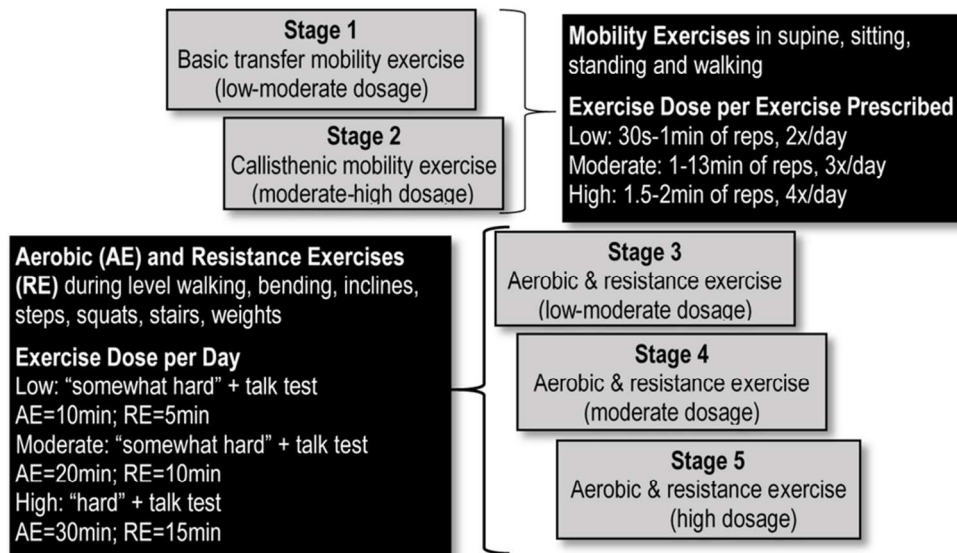 Stage 1
Basic transfer mobility exercise
(low-moderate dosage)
Stage 2
Callisthenic mobility exercise
(moderate-high dosage)
Mobility Exercises in supine, sitting,
standing and walking
Exercise Dose per Exercise Prescribed
Low: 30s-1min of reps, 2x/day
Moderate: 1-13min of reps, 3x/day
High: 1.5-2min of reps, 4x/day
Aerobic (AE) and Resistance Exercises
(RE) during level walking, bending, inclines,
steps, squats, stairs, weights
Exercise Dose per Day
Low: “somewhat hard” + talk test
AE=10min; RE=5min
Moderate: “somewhat hard” + talk test
AE=20min; RE=10min
High: “hard” + talk test
AE=30min; RE=15min
Stage 3
Aerobic & resistance exercise
(low-moderate dosage)
Stage 4
Aerobic & resistance exercise
(moderate dosage)
Stage 5
Aerobic & resistance exercise
(high dosage)